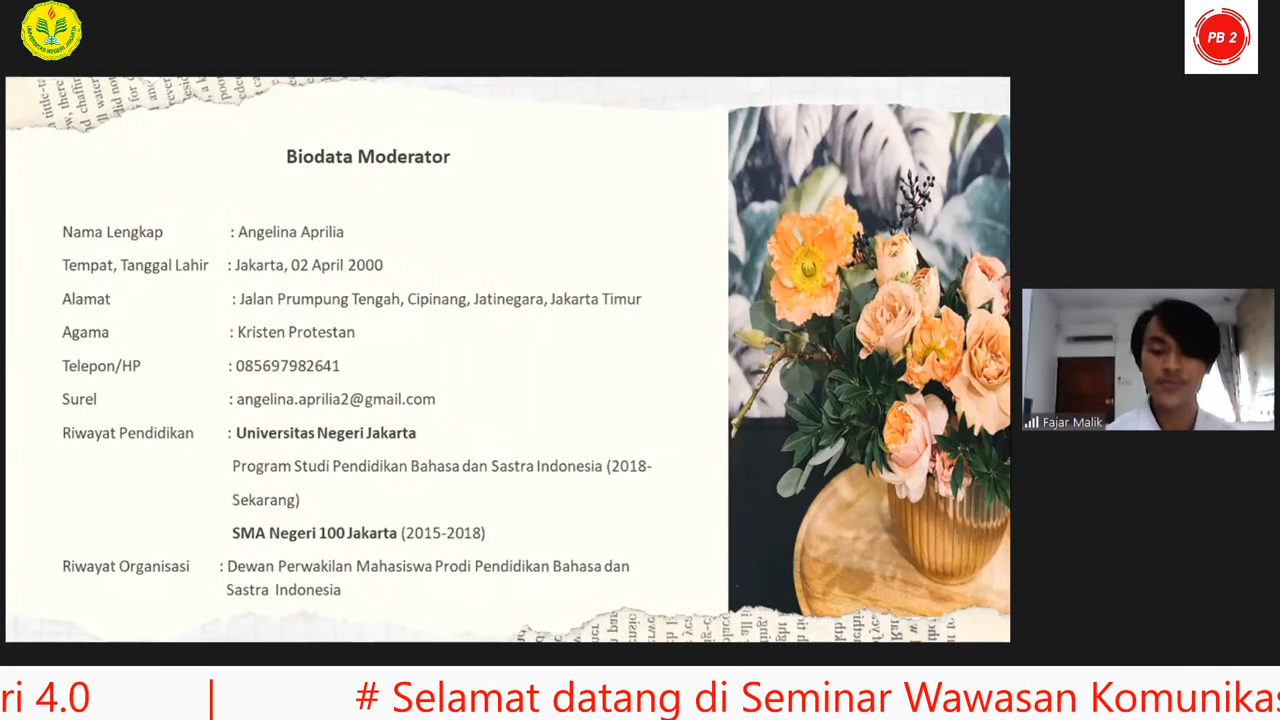 UNIVERSITAS NEGERI JAKARTA
PB 2
Biodata Moderator
Nama Lengkap : Angelina Aprilia
Tempat, Tanggal Lahir : Jakarta, 02 April 2000
Alamat : Jalan Prumpung Tengah, Cipinang, Jatinegara, Jakarta Timur
Agama : Kristen Protestan
Telepon/HP : 085697982641
Surel : angelina.aprilia2@gmail.com
Riwayat Pendidikan : Universitas Negeri Jakarta
Program Studi Pendidikan Bahasa dan Sastra Indonesia (2018-
Sekarang)
SMA Negeri 100 Jakarta (2015-2018)
Riwayat Organisasi : Dewan Perwakilan Mahasiswa Prodi Pendidikan Bahasa dan
Sastra Indonesia
Fajar Malik
ri 4.0 | # Selamat datang di Seminar Wawasan Komunikas